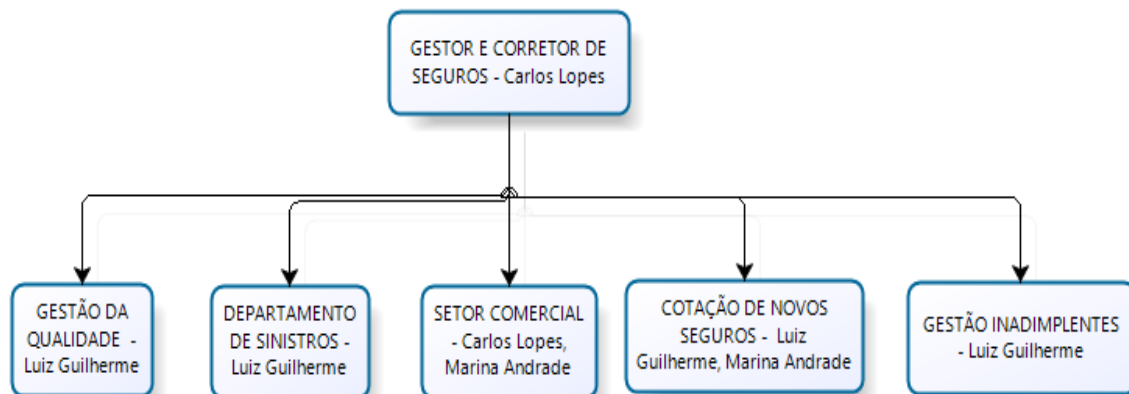 GESTOR E CORRETOR DE
SEGUROS - Carlos Lopes
GESTÃO DA
QUALIDADE -
Luiz Guilherme
DEPARTAMENTO
DE SINISTROS -
Luiz Guilherme
SETOR COMERCIAL
- Carlos Lopes,
Marina Andrade
COTAÇÃO DE NOVOS
SEGUROS - Luiz
Guilherme, Marina Andrade
GESTÃO INADIMPLENTES
- Luiz Guilherme